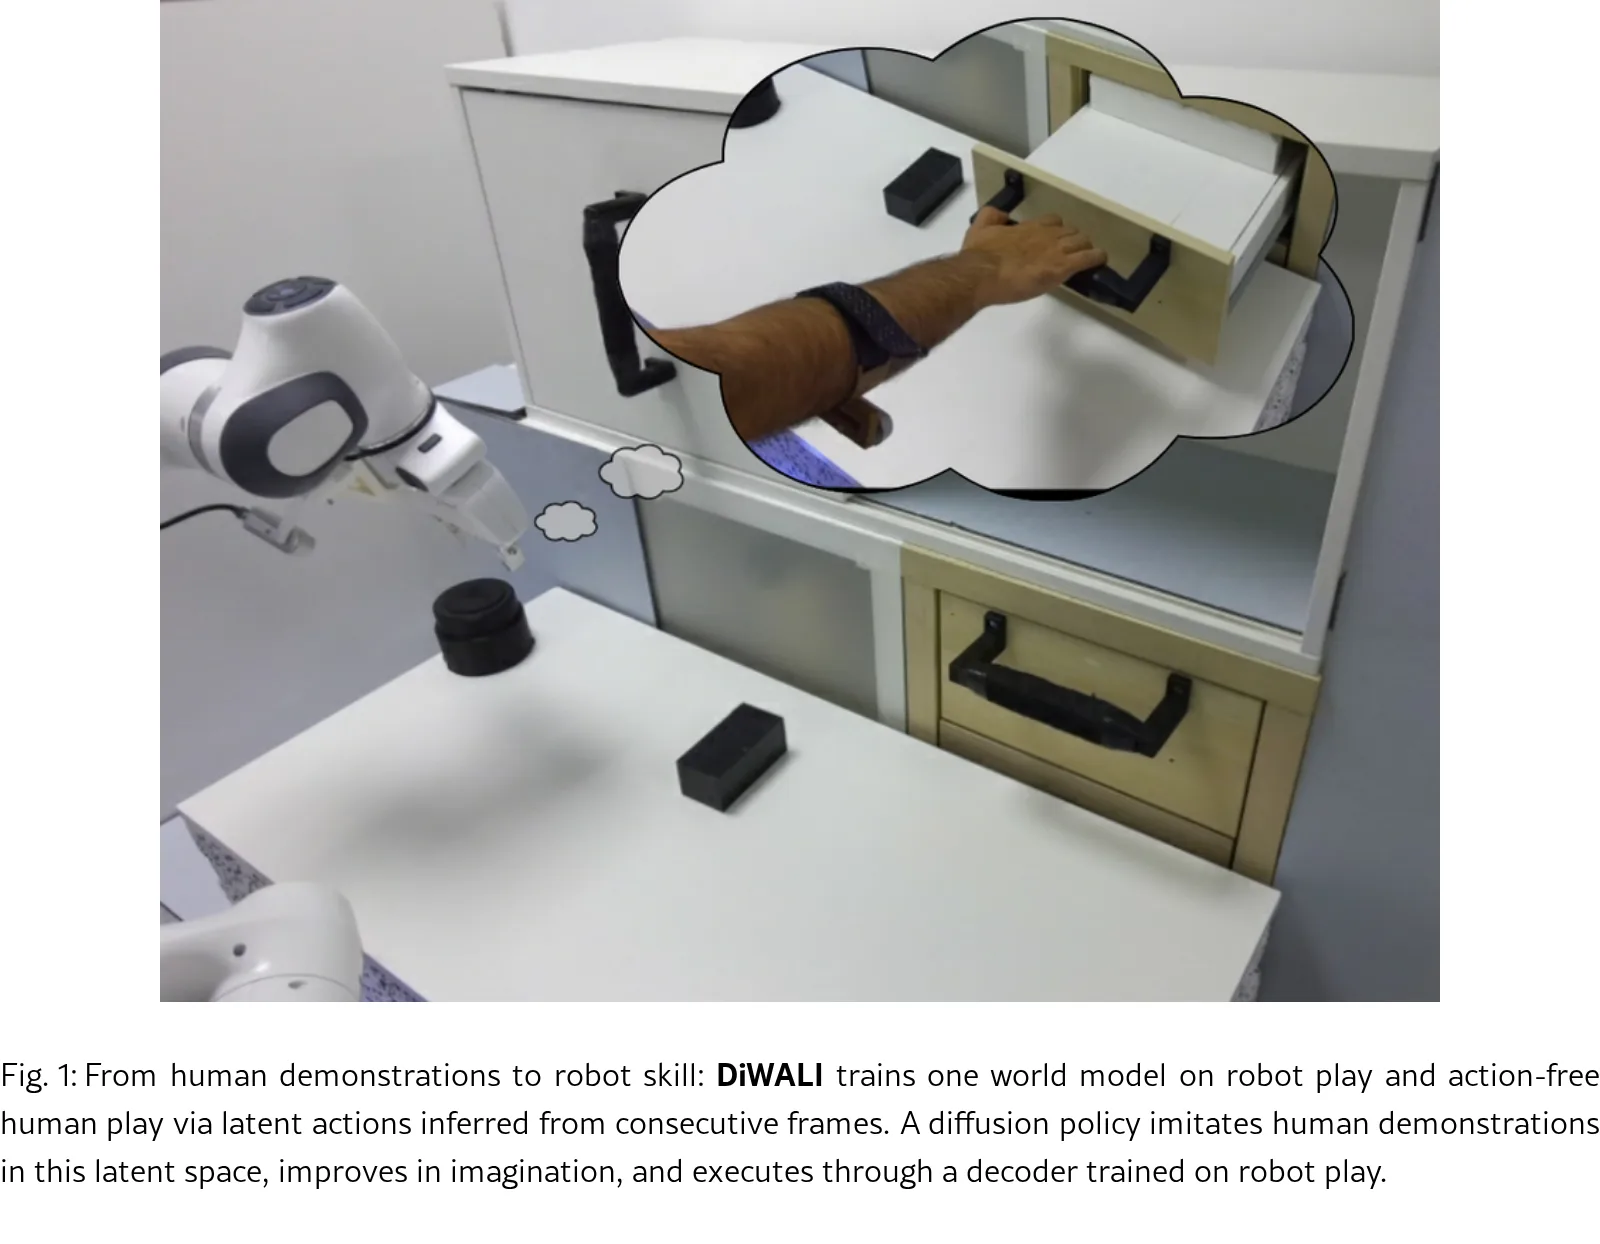 Fig. 1: From human demonstrations to robot skill: DiWALI trains one world model on robot play and action-free
human play via latent actions inferred from consecutive frames. A diffusion policy imitates human demonstrations
in this latent space, improves in imagination, and executes through a decoder trained on robot play.